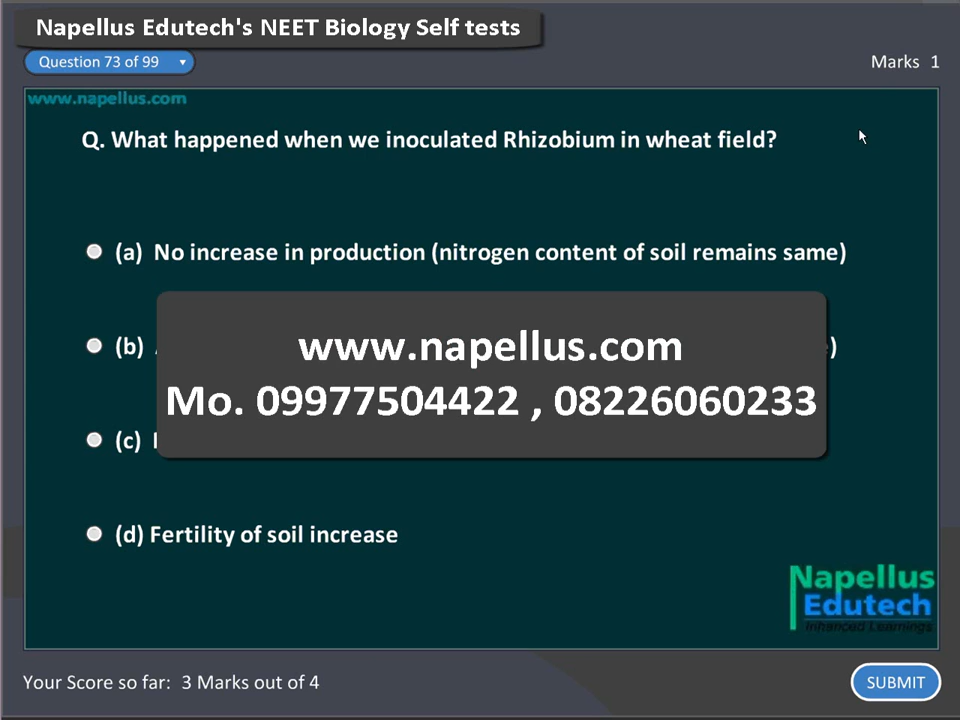 Napellus Edutech's NEET Biology Self tests
Question 73 of 99
Marks 1
www.napellus.com
Q. What happened when we inoculated Rhizobium in wheat field?
(a) No increase in production (nitrogen content of soil remains same)
(b)
www.napellus.com
Mo. 09977504422 , 08226060233
(c)
(d) Fertility of soil increase
Napellus
Edutech
Inhanced Learnings
Your Score so far: 3 Marks out of 4
SUBMIT